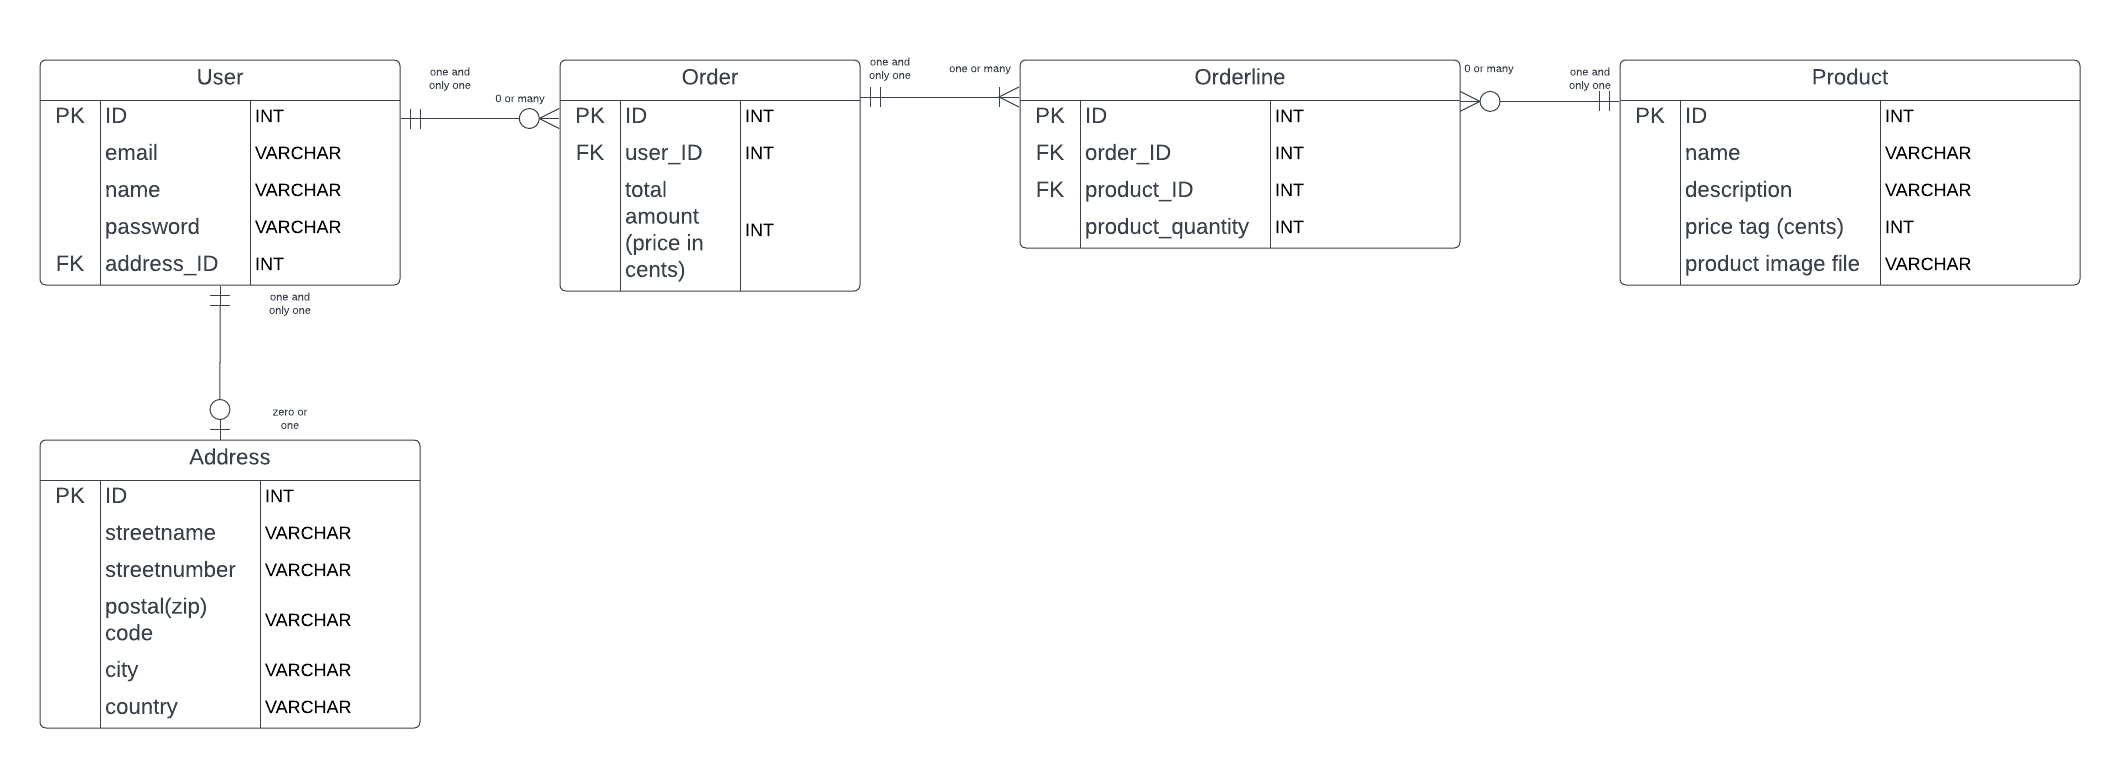 User
PK ID INT
email VARCHAR
name VARCHAR
password VARCHAR
FK address_ID INT
one and
only one
0 or many
Order
PK ID INT
FK user_ID INT
total
amount
(price in
cents)
INT
one and
only one
one or many
Orderline
PK ID INT
FK order_ID INT
FK product_ID INT
product_quantity INT
0 or many
one and
only one
Product
PK ID INT
name VARCHAR
description VARCHAR
price tag (cents) INT
product image file VARCHAR
one and
only one
zero or
one
Address
PK ID INT
streetname VARCHAR
streetnumber VARCHAR
postal(zip)
code
VARCHAR
city VARCHAR
country VARCHAR